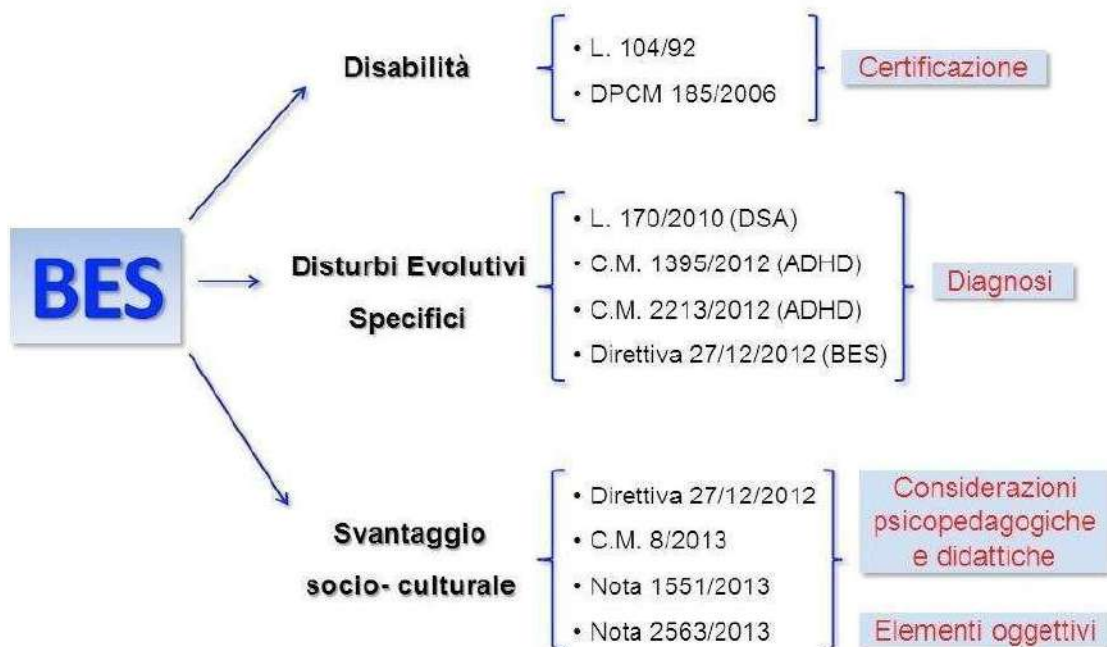 BES
Disabilità
• L. 104/92
• DPCM 185/2006
Certificazione
Disturbi Evolutivi
Specifici
• L. 170/2010 (DSA)
• C.M. 1395/2012 (ADHD)
• C.M. 2213/2012 (ADHD)
• Direttiva 27/12/2012 (BES)
Diagnosi
Svantaggio
socio- culturale
• Direttiva 27/12/2012
• C.M. 8/2013
• Nota 1551/2013
• Nota 2563/2013
Considerazioni
psicopedagogiche
e didattiche
Elementi oggettivi